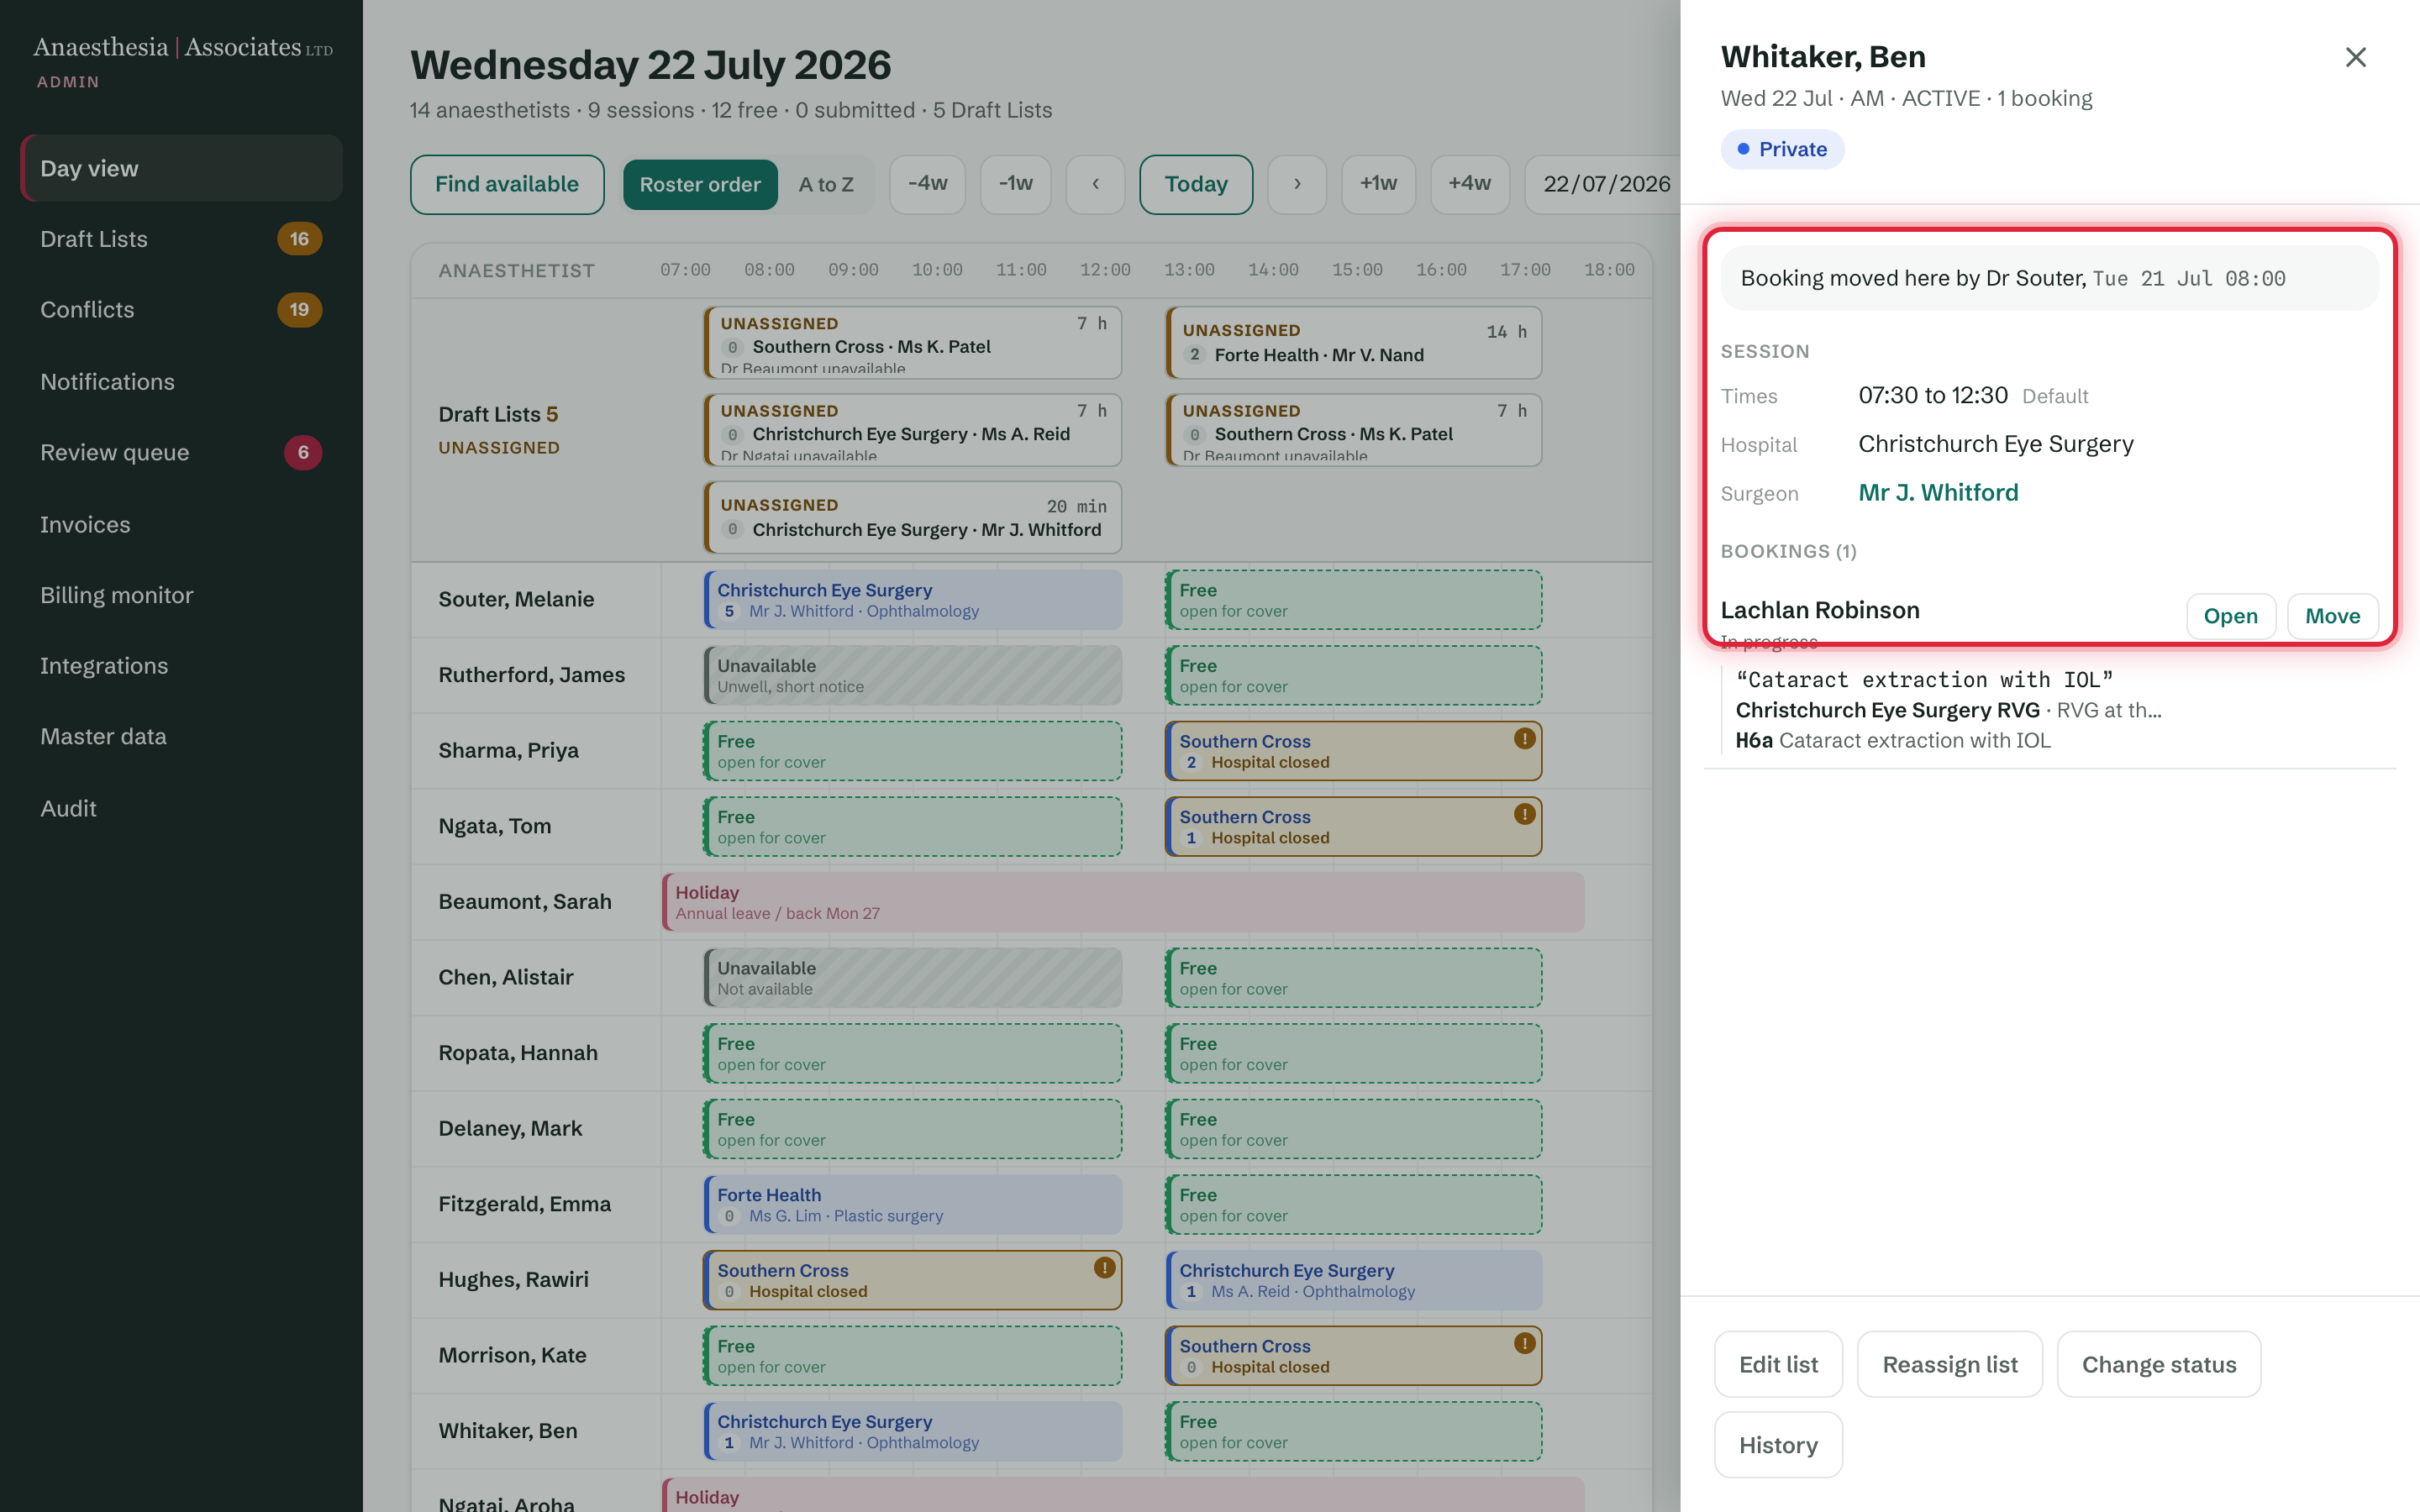 Anaesthesia | Associates LTD
ADMIN
Day view
Draft Lists 16
Conflicts 19
Notifications
Review queue 6
Invoices
Billing monitor
Integrations
Master data
Audit
Wednesday 22 July 2026
14 anaesthetists · 9 sessions · 12 free · 0 submitted · 5 Draft Lists
Find available Roster order A to Z -4w -1w ‹ Today › +1w +4w 22/07/2026
ANAESTHETIST 07:00 08:00 09:00 10:00 11:00 12:00 13:00 14:00 15:00 16:00 17:00 18:00
Draft Lists 5
UNASSIGNED
UNASSIGNED 7 h
0 Southern Cross · Ms K. Patel
Dr Beaumont unavailable
UNASSIGNED 14 h
2 Forte Health · Mr V. Nand
UNASSIGNED 7 h
0 Christchurch Eye Surgery · Ms A. Reid
Dr Ngatai unavailable
UNASSIGNED 7 h
0 Southern Cross · Ms K. Patel
Dr Beaumont unavailable
UNASSIGNED 20 min
0 Christchurch Eye Surgery · Mr J. Whitford
Souter, Melanie
Christchurch Eye Surgery
5 Mr J. Whitford · Ophthalmology
Free
open for cover
Rutherford, James
Unavailable
Unwell, short notice
Free
open for cover
Sharma, Priya
Free
open for cover
Southern Cross !
2 Hospital closed
Ngata, Tom
Free
open for cover
Southern Cross !
1 Hospital closed
Beaumont, Sarah
Holiday
Annual leave / back Mon 27
Chen, Alistair
Unavailable
Not available
Free
open for cover
Ropata, Hannah
Free
open for cover
Free
open for cover
Delaney, Mark
Free
open for cover
Free
open for cover
Fitzgerald, Emma
Forte Health
0 Ms G. Lim · Plastic surgery
Free
open for cover
Hughes, Rawiri
Southern Cross !
0 Hospital closed
Christchurch Eye Surgery
1 Ms A. Reid · Ophthalmology
Morrison, Kate
Free
open for cover
Southern Cross !
0 Hospital closed
Whitaker, Ben
Christchurch Eye Surgery
1 Mr J. Whitford · Ophthalmology
Free
open for cover
Ngatai, Aroha
Holiday
Whitaker, Ben
Wed 22 Jul · AM · ACTIVE · 1 booking
Private
Booking moved here by Dr Souter, Tue 21 Jul 08:00
SESSION
Times 07:30 to 12:30 Default
Hospital Christchurch Eye Surgery
Surgeon Mr J. Whitford
BOOKINGS (1)
Lachlan Robinson Open Move
In progress
“Cataract extraction with IOL”
Christchurch Eye Surgery RVG · RVG at th...
H6a Cataract extraction with IOL
Edit list Reassign list Change status
History